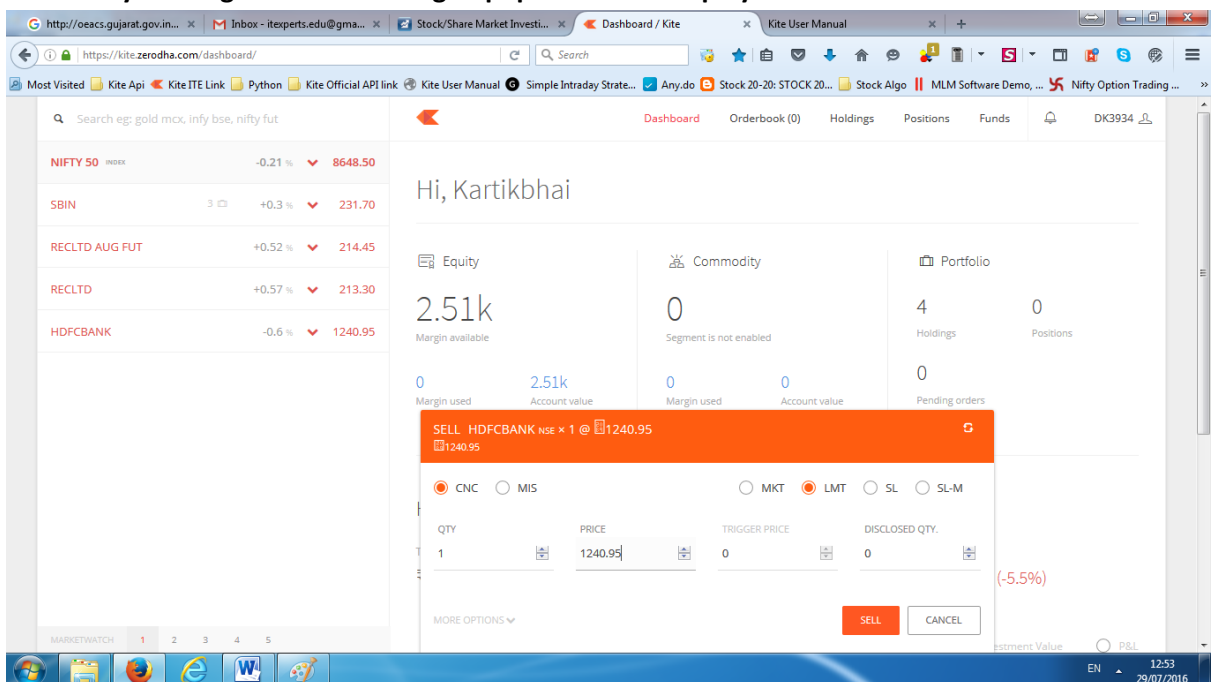 http://oeacs.gujarat.gov.in...
Inbox - itexperts.edu@gma...
Stock/Share Market Investi...
Dashboard / Kite
Kite User Manual
https://kite.zerodha.com/dashboard/
Search
Most Visited
Kite Api
Kite ITE Link
Python
Kite Official API link
Kite User Manual
Simple Intraday Strate...
Any.do
Stock 20-20: STOCK 20...
Stock Algo
MLM Software Demo, ...
Nifty Option Trading ...
Search eg: gold mcx, infy bse, nifty fut
Dashboard Orderbook (0) Holdings Positions Funds DK3934
NIFTY 50 INDEX -0.21 % 8648.50
SBIN 3 +0.3 % 231.70
RECLTD AUG FUT +0.52 % 214.45
RECLTD +0.57 % 213.30
HDFCBANK -0.6 % 1240.95
MARKETWATCH 1 2 3 4 5
Hi, Kartikbhai
Equity
2.51k
Margin available
0 2.51k
Margin used Account value
Commodity
0
Segment is not enabled
0 0
Margin used Account value
Portfolio
4 0
Holdings Positions
0
Pending orders
SELL HDFCBANK NSE × 1 @ 1240.95
1240.95
CNC MIS MKT LMT SL SL-M
QTY PRICE TRIGGER PRICE DISCLOSED QTY.
1 1240.95 0 0
MORE OPTIONS SELL CANCEL
(-5.5%)
P&L
EN 12:53
29/07/2016